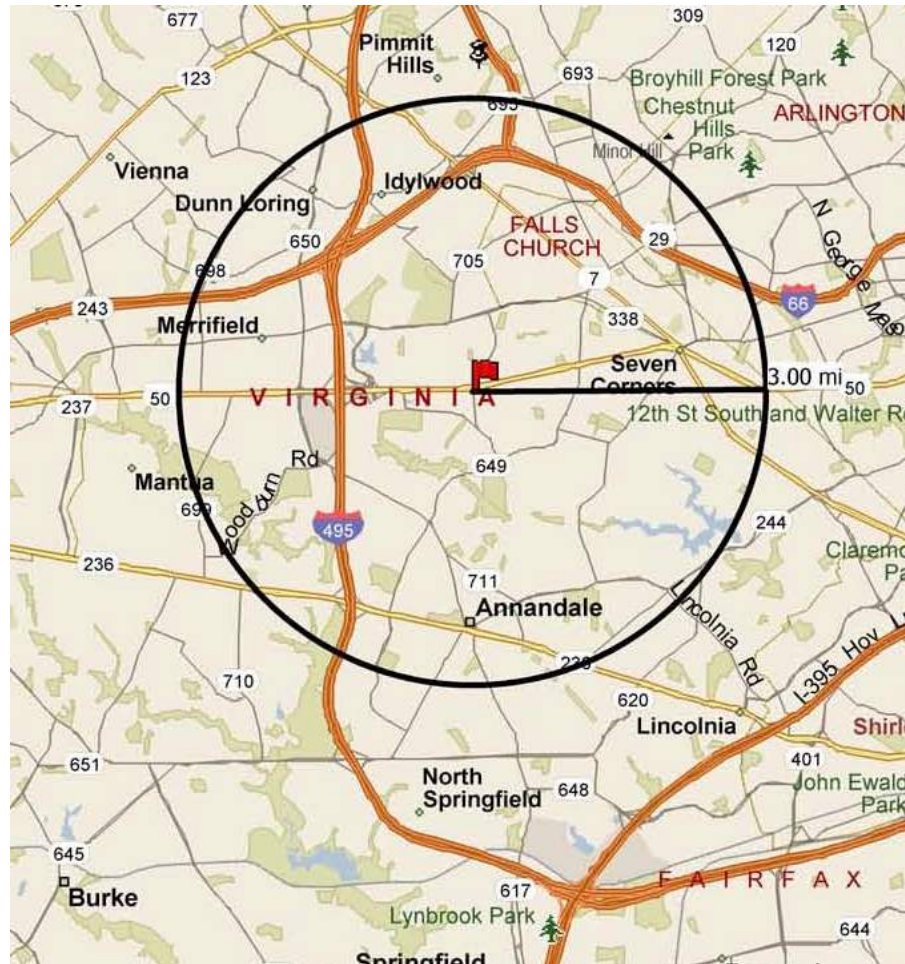 677
309
Pimmit
Hills
120
123
693
Broyhill Forest Park
Chestnut
Hills
Park
ARLINGTON
695
Minor Hill
Vienna
Idylwood
Dunn Loring
N George Mas
FALLS
CHURCH
29
650
705
698
7
66
243
338
Merrifield
Seven
Corners
3.00 mi
50
VIRGINIA
50
237
12th St South and Walter R
649
Rd
Mantua
699
495
244
236
Claremo
Pa
711
Annandale
Lincolnia Rd
236
I-395 Hov
710
620
Lincolnia
Shirl
651
401
North
Springfield
648
John Ewald
Park
645
Burke
617
FAIRFAX
Lynbrook Park
644
Springfield